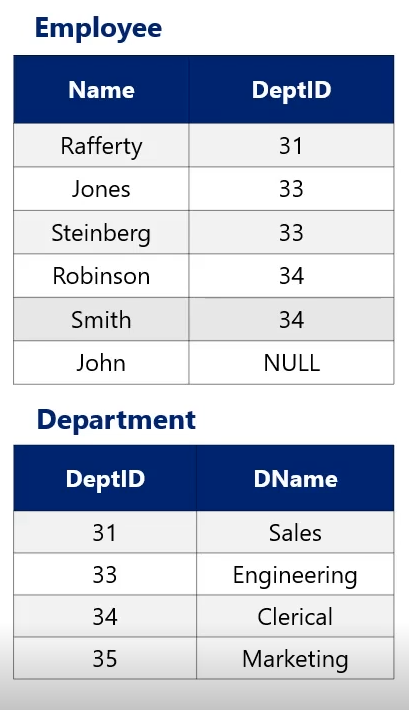 Employee
Name DeptID
Rafferty 31
Jones 33
Steinberg 33
Robinson 34
Smith 34
John NULL
Department
DeptID DName
31 Sales
33 Engineering
34 Clerical
35 Marketing